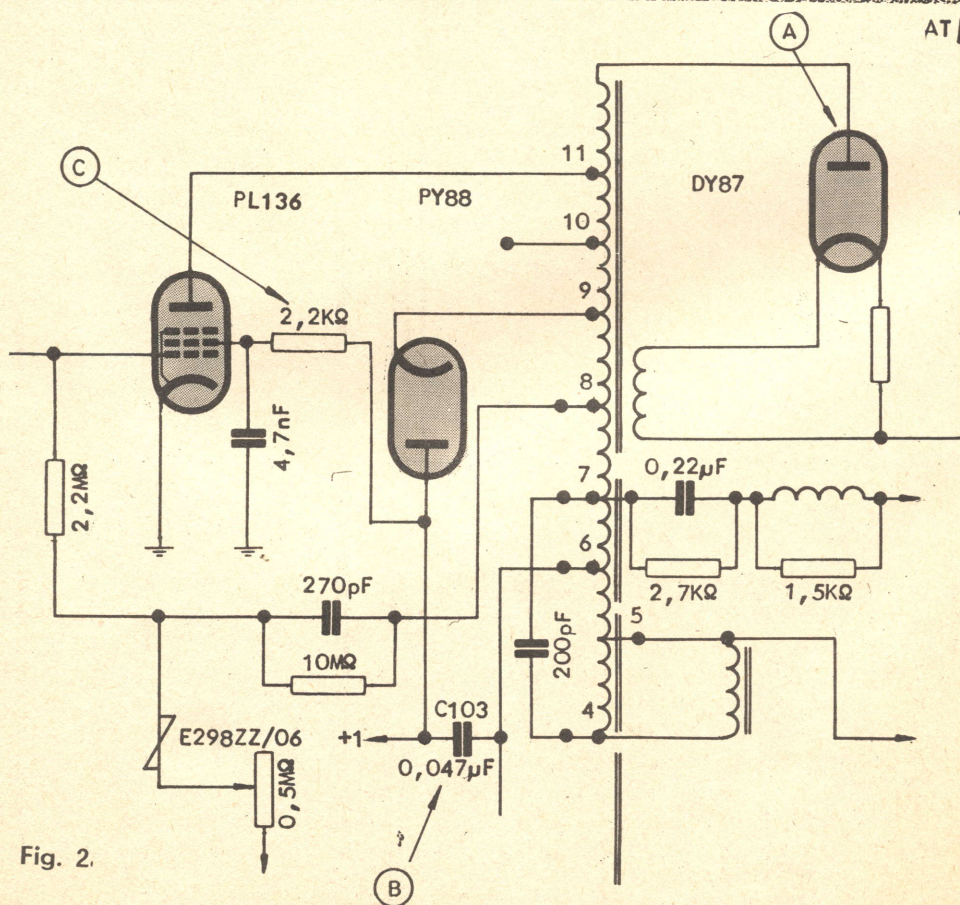 A
AT
C
11
PL136
PY88
DY87
10
9
2,2KΩ
8
4,7nF
7
0,22µF
2,2MΩ
6
270pF
2,7KΩ
1,5KΩ
5
200pF
10MΩ
4
C103
E298ZZ/06
+1
0,047µF
0,5MΩ
Fig. 2.
B